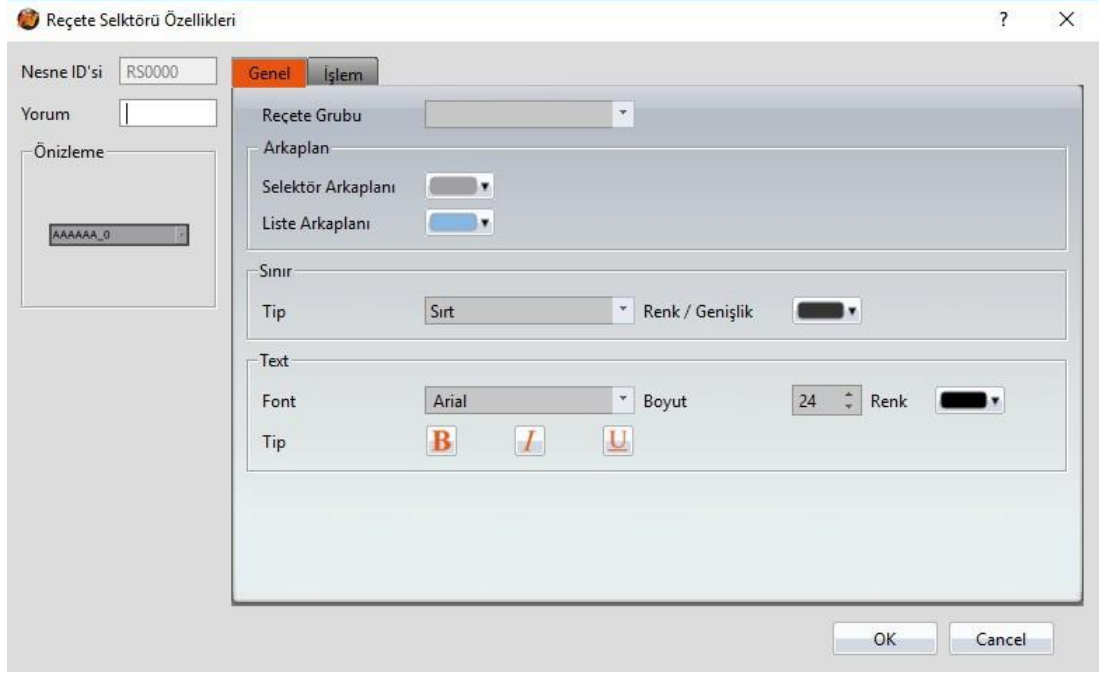 Reçete Selktörü Özellikleri
?
Nesne ID'si RS0000
Yorum
Önizleme
AAAAAA_0
Genel İşlem
Reçete Grubu
Arkaplan
Selektör Arkaplanı
Liste Arkaplanı
Sınır
Tip Sırt Renk / Genişlik
Text
Font Arial Boyut 24 Renk
Tip B I U
OK Cancel